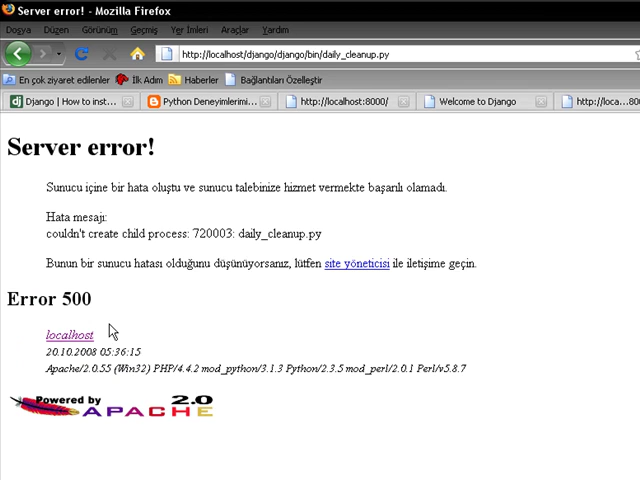 Server error! - Mozilla Firefox
Dosya Düzen Görünüm Geçmiş Yer İmleri Araçlar Yardım
http://localhost/django/django/bin/daily_cleanup.py
En çok ziyaret edilenler İlk Adım Haberler Bağlantıları Özelleştir
Django | How to inst... Python Deneyimlerimi... http://localhost:8000/ Welcome to Django http://loca...80
Server error!
Sunucu içine bir hata oluştu ve sunucu talebinize hizmet vermekte başarılı olamadı.
Hata mesajı:
couldn't create child process: 720003: daily_cleanup.py
Bunun bir sunucu hatası olduğunu düşünüyorsanız, lütfen site yöneticisi ile iletişime geçin.
Error 500
localhost
20.10.2008 05:36:15
Apache/2.0.55 (Win32) PHP/4.4.2 mod_python/3.1.3 Python/2.3.5 mod_perl/2.0.1 Perl/v5.8.7
Powered by 2.0
APACHE